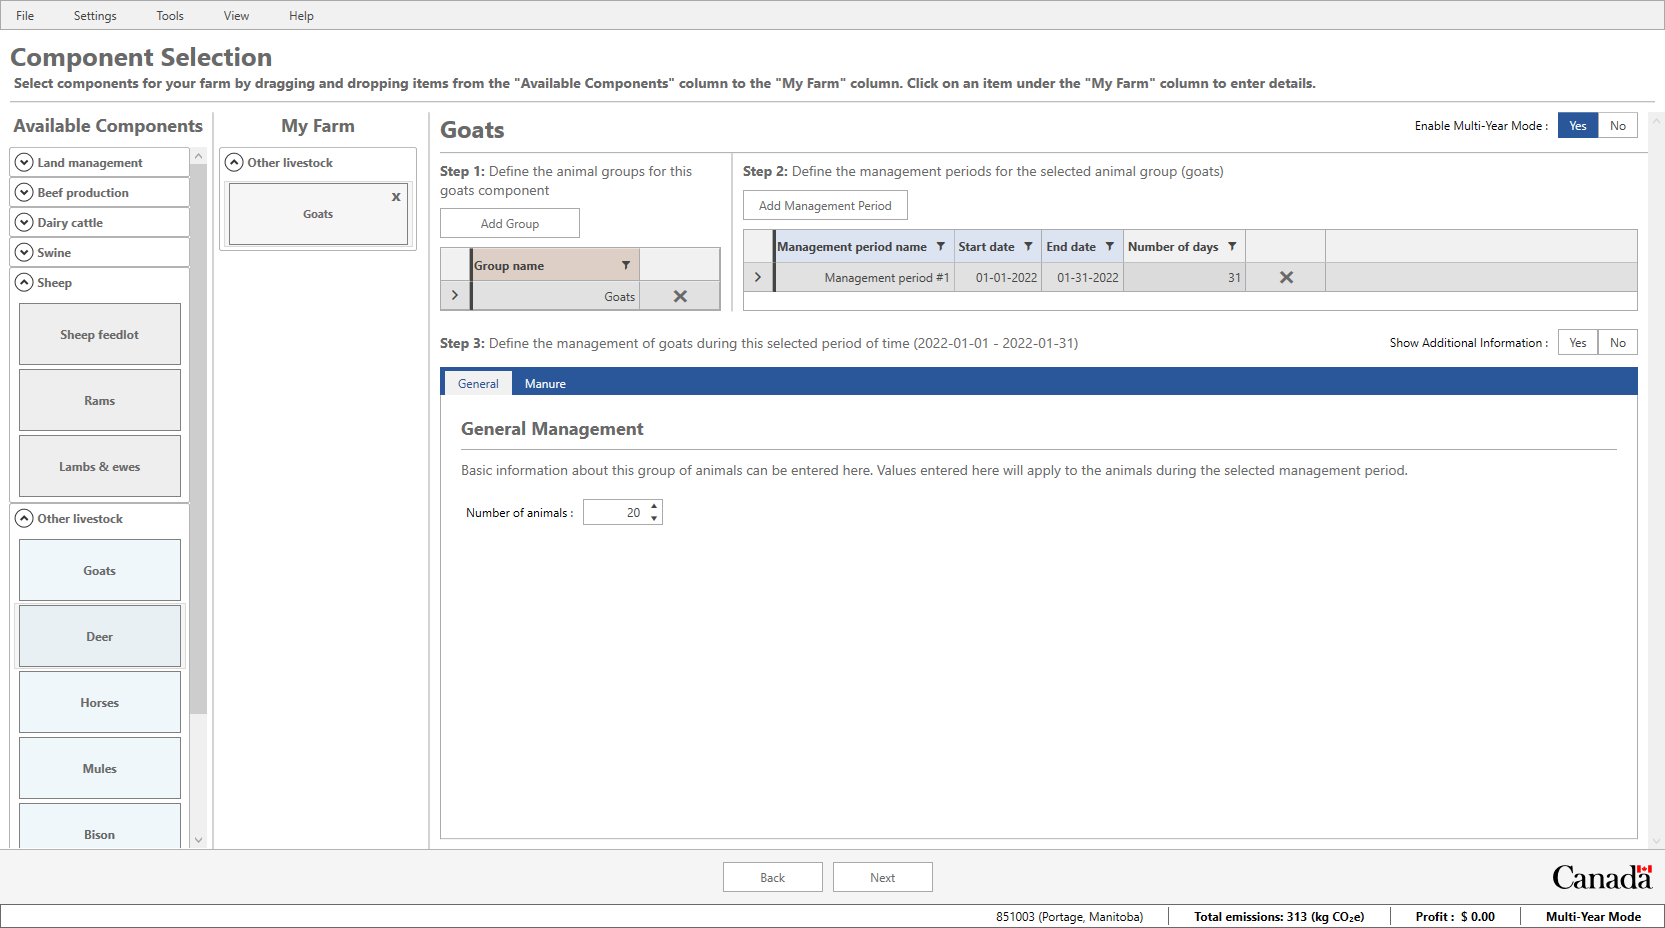 File Settings Tools View Help
Component Selection
Select components for your farm by dragging and dropping items from the "Available Components" column to the "My Farm" column. Click on an item under the "My Farm" column to enter details.
Available Components
Land management
Beef production
Dairy cattle
Swine
Sheep
Sheep feedlot
Rams
Lambs & ewes
Other livestock
Goats
Deer
Horses
Mules
Bison
My Farm
Other livestock
Goats x
Goats
Enable Multi-Year Mode : Yes No
Step 1: Define the animal groups for this
goats component
Add Group
Group name
Goats
Step 2: Define the management periods for the selected animal group (goats)
Add Management Period
Management period name Start date End date Number of days
Management period #1 01-01-2022 01-31-2022 31
Step 3: Define the management of goats during this selected period of time (2022-01-01 - 2022-01-31)
Show Additional Information : Yes No
General Manure
General Management
Basic information about this group of animals can be entered here. Values entered here will apply to the animals during the selected management period.
Number of animals : 20
Back Next
Canada
851003 (Portage, Manitoba) Total emissions: 313 (kg CO₂e) Profit : $ 0.00 Multi-Year Mode